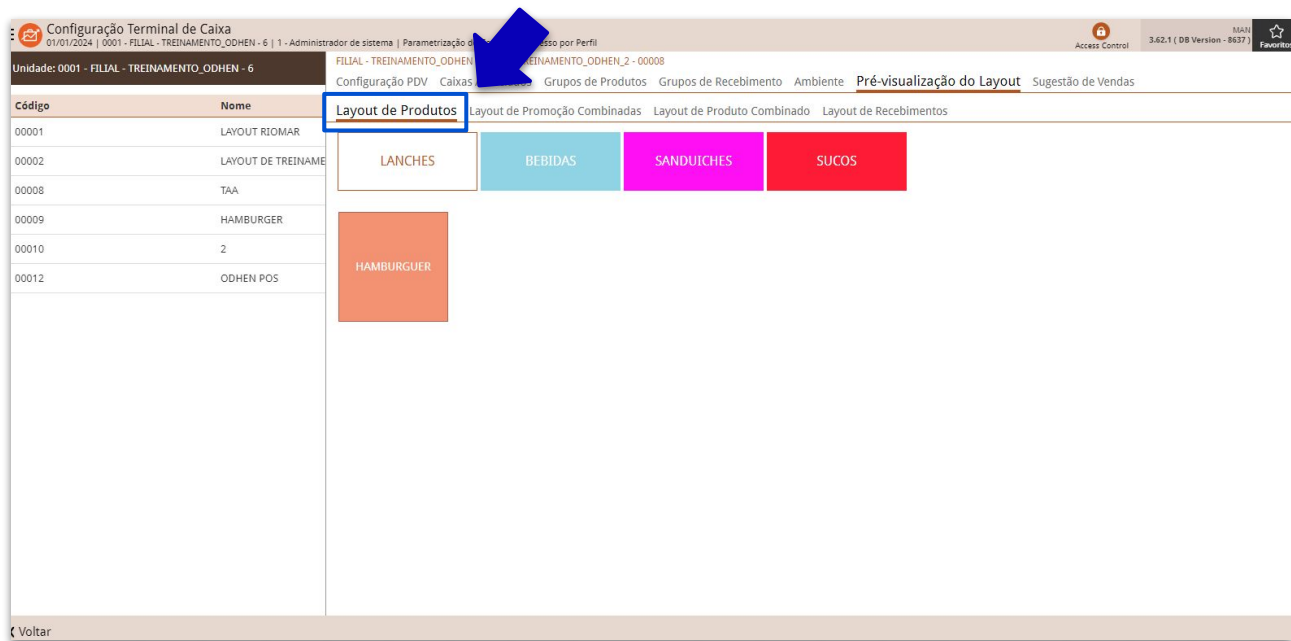 Configuração Terminal de Caixa
01/01/2024 | 0001 - FILIAL - TREINAMENTO_ODHEN - 6 | 1 - Administrador de sistema | Parametrização por Perfil
Access Control
MAN
3.62.1 ( DB Version - 8637 )
Favoritos
Unidade: 0001 - FILIAL - TREINAMENTO_ODHEN - 6
FILIAL - TREINAMENTO_ODHEN EINAMENTO_ODHEN_2 - 00008
Configuração PDV Caixas Grupos de Produtos Grupos de Recebimento Ambiente Pré-visualização do Layout Sugestão de Vendas
Código Nome
Layout de Produtos Layout de Promoção Combinadas Layout de Produto Combinado Layout de Recebimentos
00001 LAYOUT RIOMAR
00002 LAYOUT DE TREINAME
00008 TAA
00009 HAMBURGER
00010 2
00012 ODHEN POS
LANCHES BEBIDAS SANDUICHES SUCOS
HAMBURGUER
Voltar